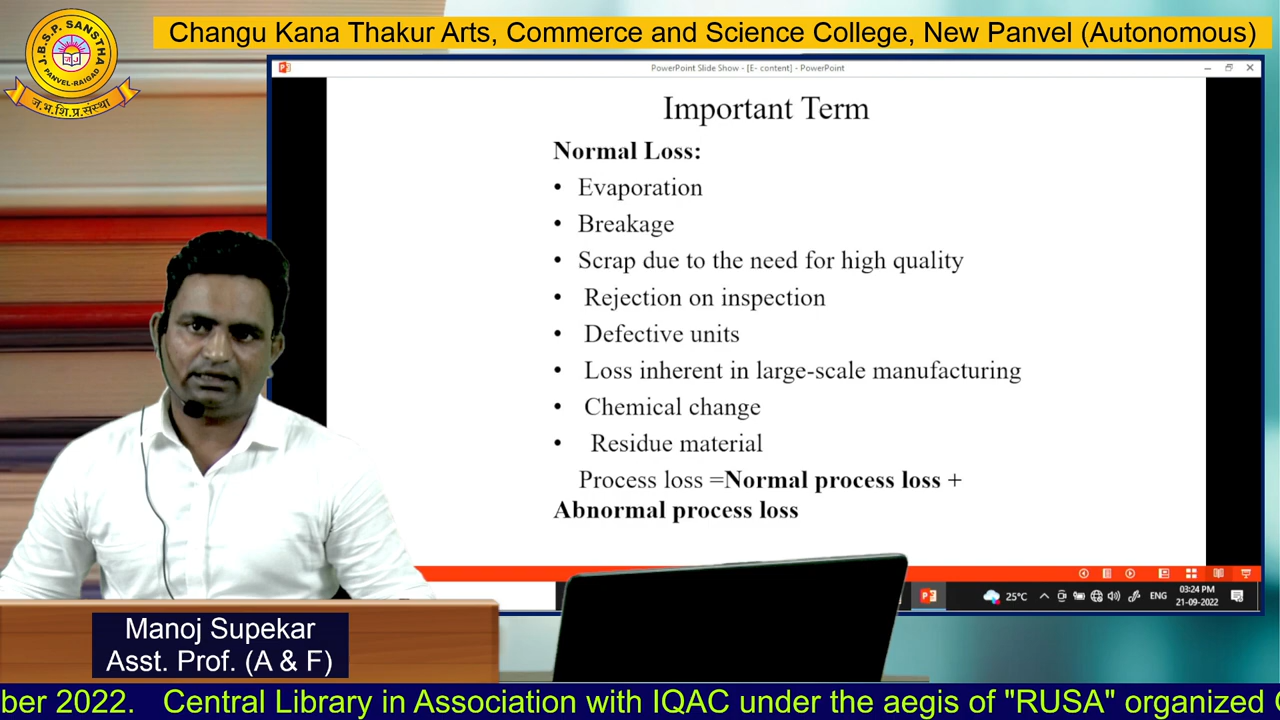 Changu Kana Thakur Arts, Commerce and Science College, New Panvel (Autonomous)
J.B.S.P. SANSTHA
PANVEL-RAIGAD
ज.भ.शि.प्र.संस्था
PowerPoint Slide Show - [E- content] - PowerPoint
Important Term
Normal Loss:
• Evaporation
• Breakage
• Scrap due to the need for high quality
• Rejection on inspection
• Defective units
• Loss inherent in large-scale manufacturing
• Chemical change
• Residue material
Process loss =Normal process loss +
Abnormal process loss
25°C
ENG
03:24 PM
21-09-2022
Manoj Supekar
Asst. Prof. (A & F)
ber 2022. Central Library in Association with IQAC under the aegis of "RUSA" organized